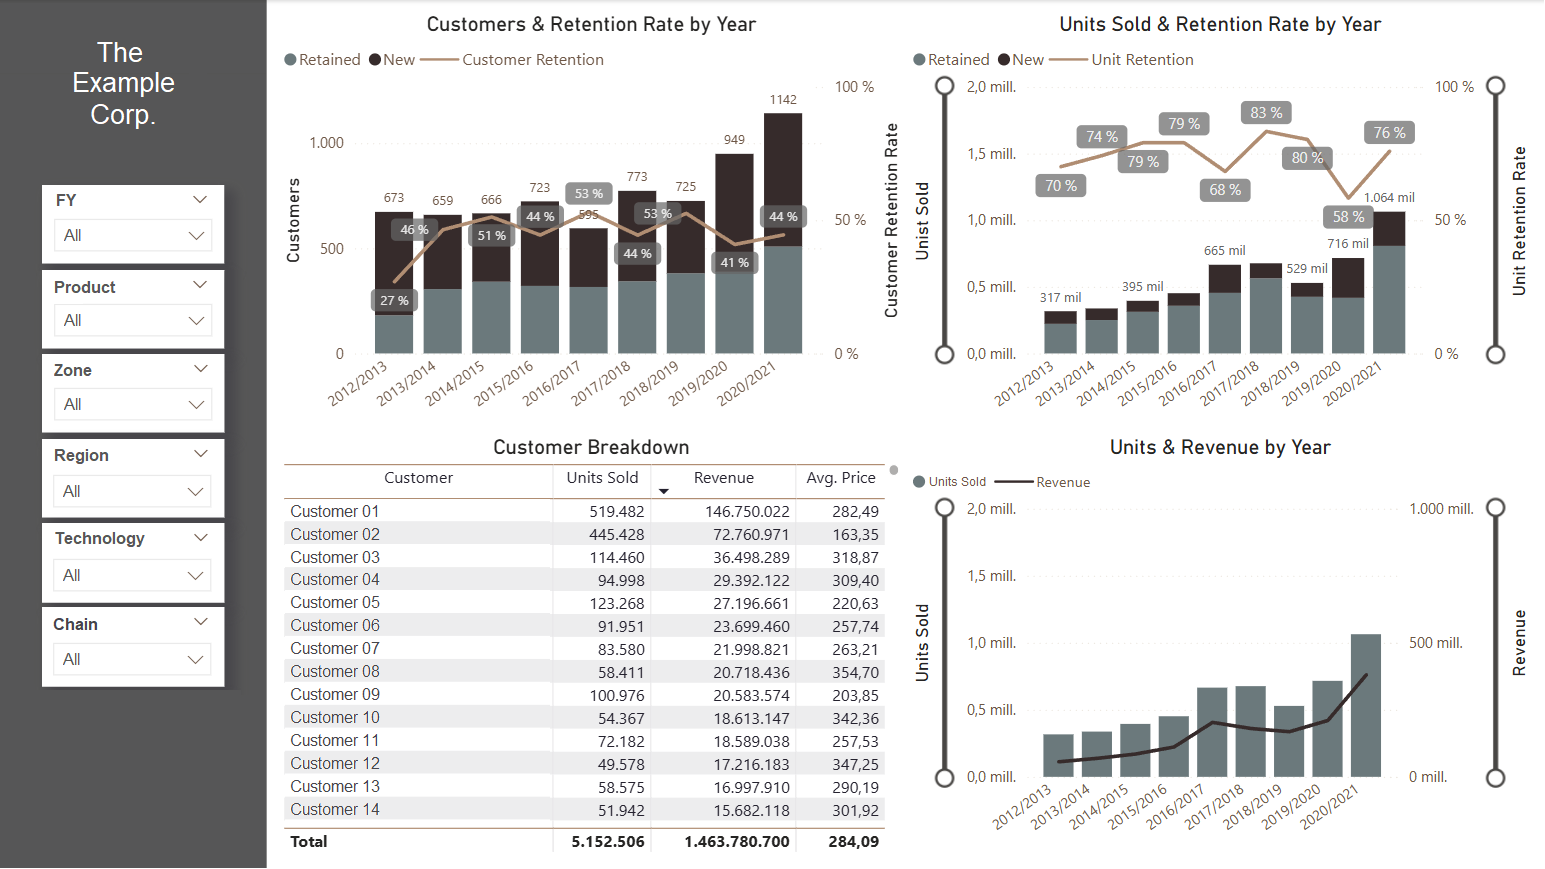 The
Example
Corp.
FY
All
Product
All
Zone
All
Region
All
Technology
All
Chain
All
Customers & Retention Rate by Year
Retained New Customer Retention
Customers
1.000
500
0
673 659 666 723 595 773 725 949 1142
27 % 46 % 51 % 44 % 53 % 44 % 53 % 41 % 44 %
100 %
50 %
0 %
Customer Retention Rate
2012/2013 2013/2014 2014/2015 2015/2016 2016/2017 2017/2018 2018/2019 2019/2020 2020/2021
Units Sold & Retention Rate by Year
Retained New Unit Retention
Unist Sold
2,0 mill.
1,5 mill.
1,0 mill.
0,5 mill.
0,0 mill.
70 % 74 % 79 % 79 % 68 % 83 % 80 % 58 % 76 %
317 mil 395 mil 665 mil 529 mil 716 mil 1.064 mil
100 %
50 %
0 %
Unit Retention Rate
2012/2013 2013/2014 2014/2015 2015/2016 2016/2017 2017/2018 2018/2019 2019/2020 2020/2021
Customer Breakdown
Customer Units Sold Revenue Avg. Price
Customer 01 519.482 146.750.022 282,49
Customer 02 445.428 72.760.971 163,35
Customer 03 114.460 36.498.289 318,87
Customer 04 94.998 29.392.122 309,40
Customer 05 123.268 27.196.661 220,63
Customer 06 91.951 23.699.460 257,74
Customer 07 83.580 21.998.821 263,21
Customer 08 58.411 20.718.436 354,70
Customer 09 100.976 20.583.574 203,85
Customer 10 54.367 18.613.147 342,36
Customer 11 72.182 18.589.038 257,53
Customer 12 49.578 17.216.183 347,25
Customer 13 58.575 16.997.910 290,19
Customer 14 51.942 15.682.118 301,92
Total 5.152.506 1.463.780.700 284,09
Units & Revenue by Year
Units Sold Revenue
Units Sold
2,0 mill.
1,5 mill.
1,0 mill.
0,5 mill.
0,0 mill.
1.000 mill.
500 mill.
0 mill.
Revenue
2012/2013 2013/2014 2014/2015 2015/2016 2016/2017 2017/2018 2018/2019 2019/2020 2020/2021